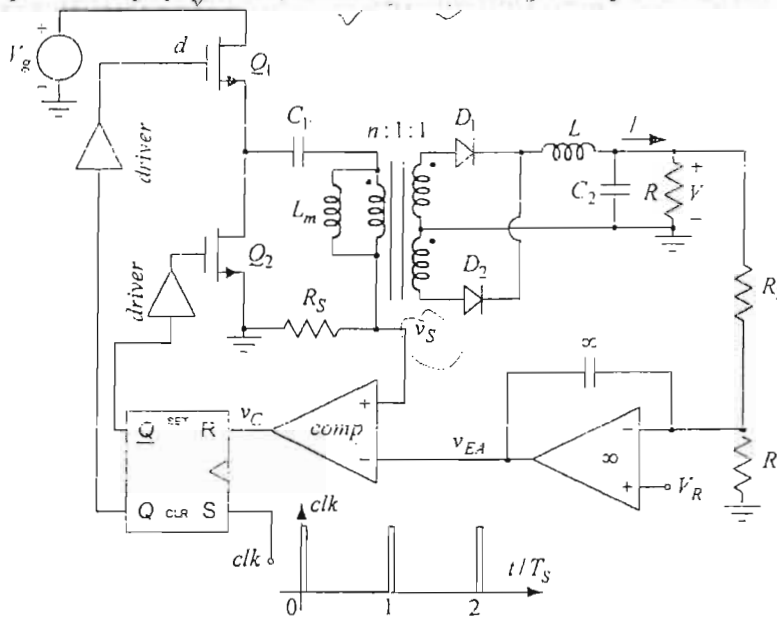 V_g
+
−
d
Q_1
driver
C_1
n:1:1
D_1
L
I
L_m
C_2
R
+
V
−
Q_2
driver
R_S
D_2
v_S
∞
Q
SET
R
v_C
+
comp
−
v_EA
−
∞
+
V_R
R
Q
CLR
S
clk
clk
t/T_S
0
1
2